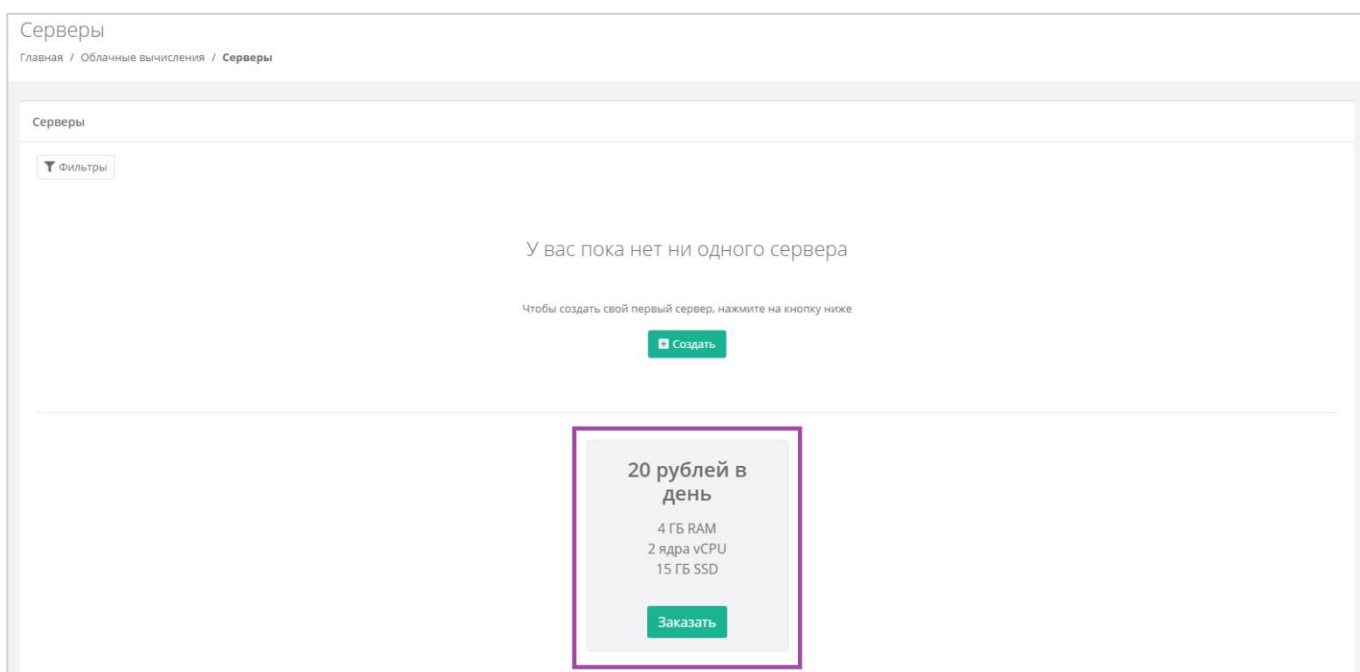 Серверы
Главная / Облачные вычисления / Серверы
Серверы
Фильтры
У вас пока нет ни одного сервера
Чтобы создать свой первый сервер, нажмите на кнопку ниже
Создать
20 рублей в
день
4 ГБ RAM
2 ядра vCPU
15 ГБ SSD
Заказать